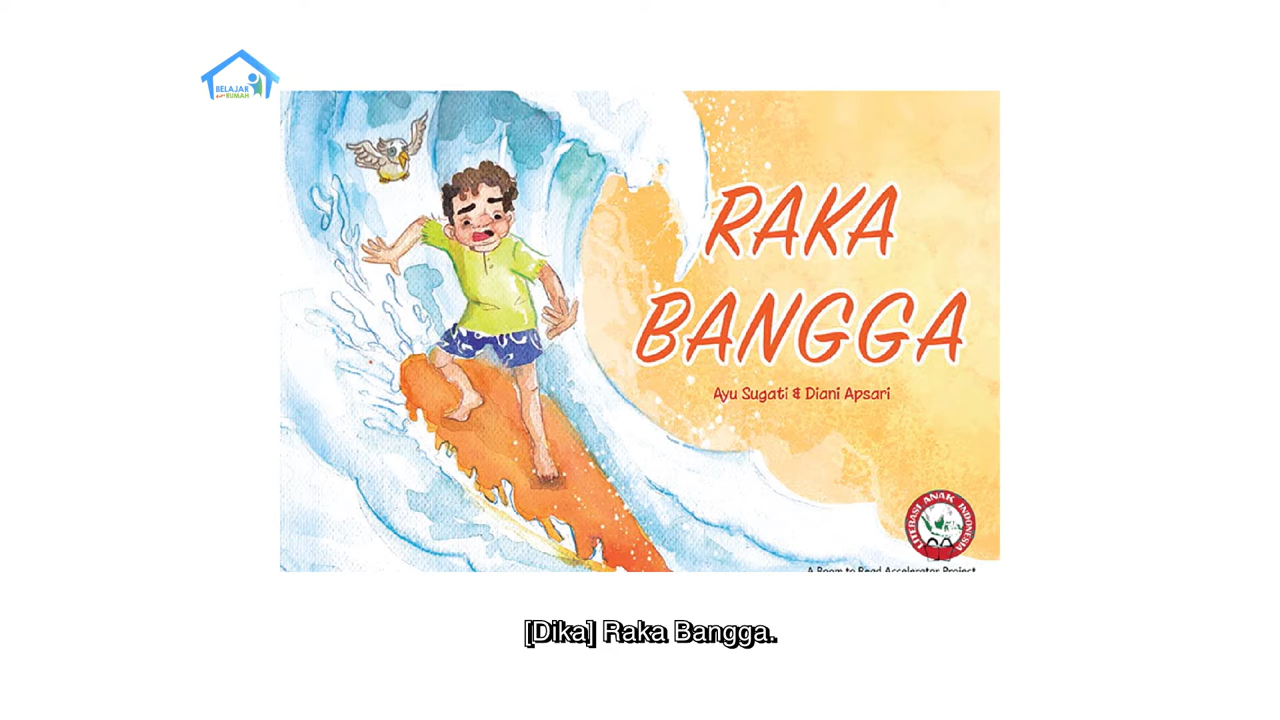 BELAJAR
dari RUMAH
RAKA
BANGGA
Ayu Sugati & Diani Apsari
LITERASI ANAK INDONESIA
A Room to Read Accelerator Project
[Dika] Raka Bangga.